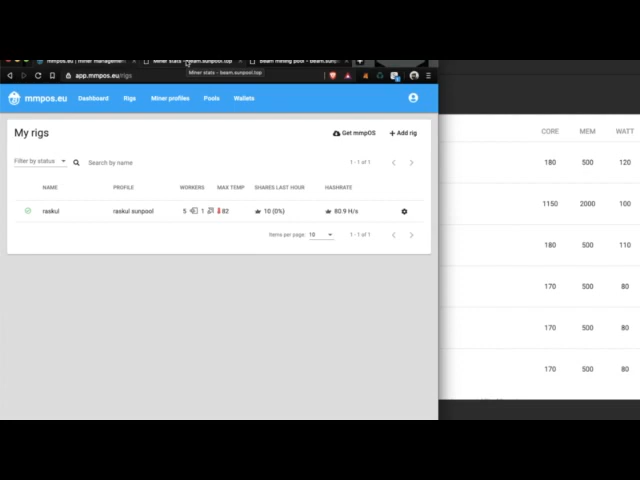 mmpos.eu | miner management
Miner stats - beam.sunpool.top
Beam mining pool - beam.sun
Miner stats - beam.sunpool.top
app.mmpos.eu/rigs
mmpos.eu Dashboard Rigs Miner profiles Pools Wallets
My rigs
Get mmpOS
Add rig
Filter by status
Search by name
1 - 1 of 1
NAME PROFILE WORKERS MAX TEMP SHARES LAST HOUR HASHRATE
raskul raskul sunpool 5 1 82 10 (0%) 80.9 H/s
Items per page: 10 1 - 1 of 1
CORE MEM WATT
180 500 120
1150 2000 100
180 500 110
170 500 80
170 500 80
170 500 80